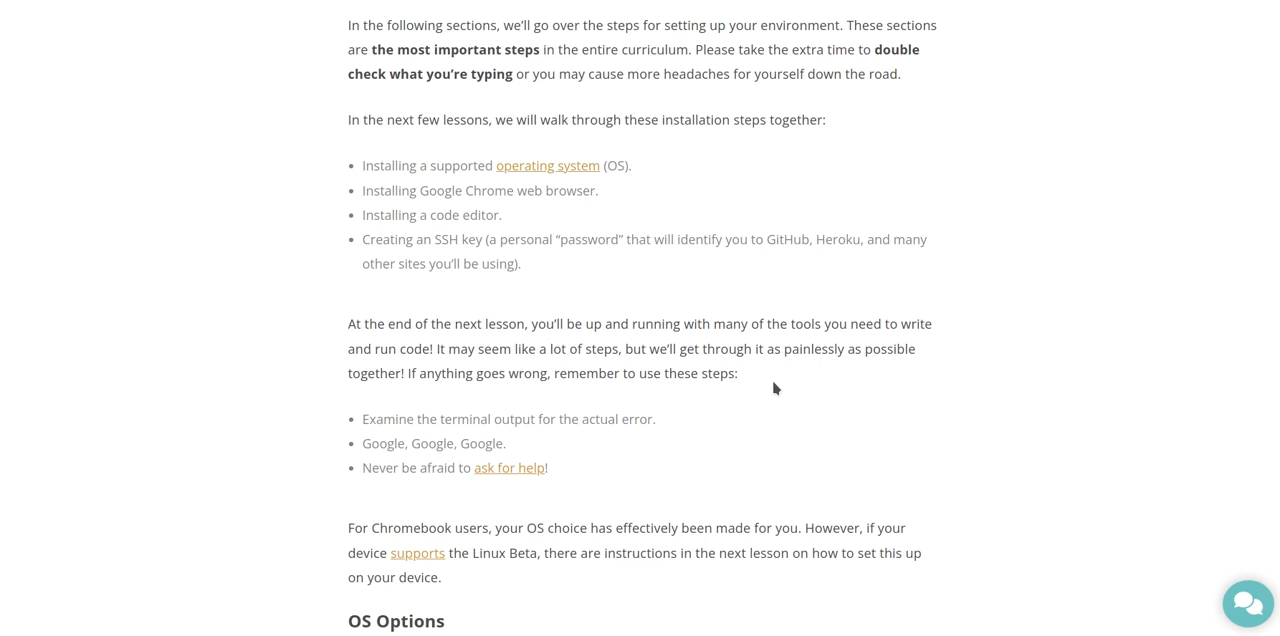 In the following sections, we’ll go over the steps for setting up your environment. These sections
are the most important steps in the entire curriculum. Please take the extra time to double
check what you’re typing or you may cause more headaches for yourself down the road.
In the next few lessons, we will walk through these installation steps together:
• Installing a supported operating system (OS).
• Installing Google Chrome web browser.
• Installing a code editor.
• Creating an SSH key (a personal “password” that will identify you to GitHub, Heroku, and many
other sites you’ll be using).
At the end of the next lesson, you’ll be up and running with many of the tools you need to write
and run code! It may seem like a lot of steps, but we’ll get through it as painlessly as possible
together! If anything goes wrong, remember to use these steps:
• Examine the terminal output for the actual error.
• Google, Google, Google.
• Never be afraid to ask for help!
For Chromebook users, your OS choice has effectively been made for you. However, if your
device supports the Linux Beta, there are instructions in the next lesson on how to set this up
on your device.
OS Options